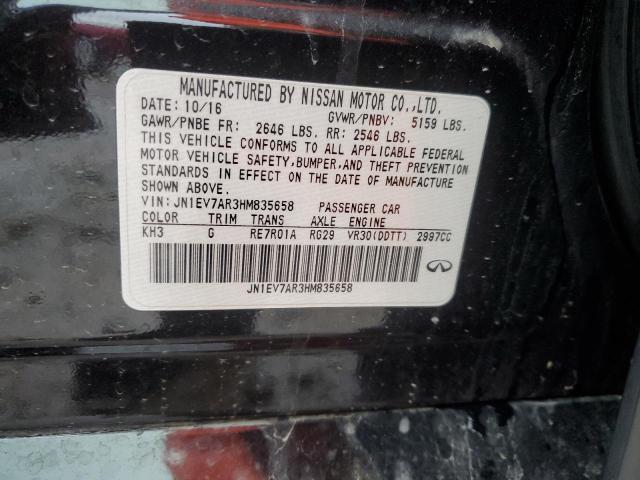 MANUFACTURED BY NISSAN MOTOR CO.,LTD.
DATE: 10/16 GVWR/PNBV: 5159 LBS.
GAWR/PNBE FR: 2646 LBS. RR: 2546 LBS.
THIS VEHICLE CONFORMS TO ALL APPLICABLE FEDERAL
MOTOR VEHICLE SAFETY,BUMPER,AND THEFT PREVENTION
STANDARDS IN EFFECT ON THE DATE OF MANUFACTURE
SHOWN ABOVE.
VIN: JN1EV7AR3HM835658 PASSENGER CAR
COLOR TRIM TRANS AXLE ENGINE
KH3 G RE7R01A RG29 VR30(DDTT) 2997CC
JN1EV7AR3HM835658